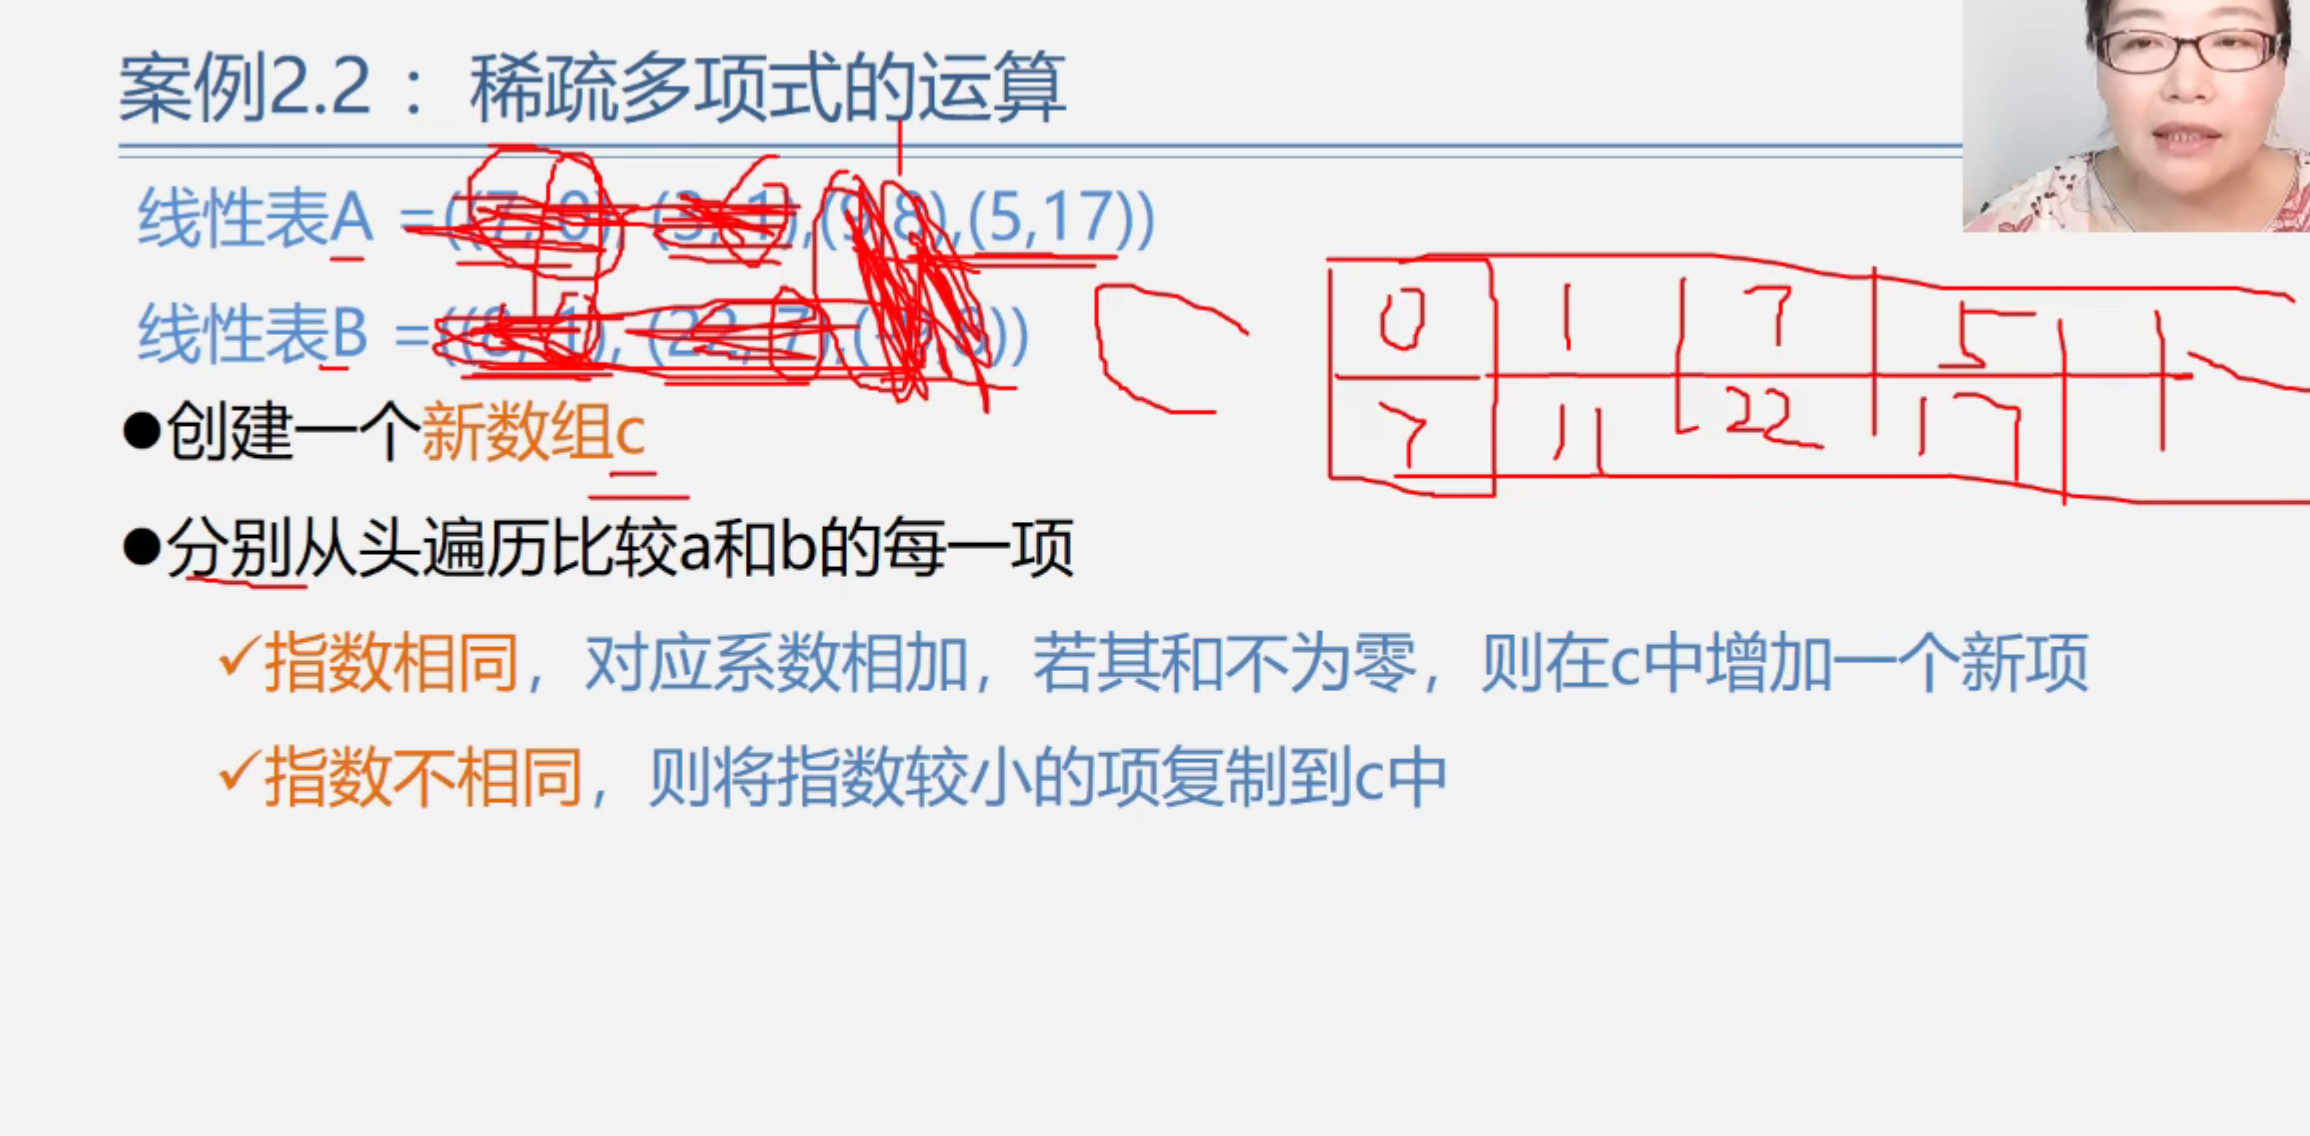 案例2.2：稀疏多项式的运算
线性表A =((7, 0), (3, 1),(9,8),(5,17))
线性表B =((8, 1), (22, 7),(-9,8))
●创建一个新数组c
●分别从头遍历比较a和b的每一项
✓指数相同，对应系数相加，若其和不为零，则在c中增加一个新项
✓指数不相同，则将指数较小的项复制到c中
C
0 1 7 5
7 11 22 17